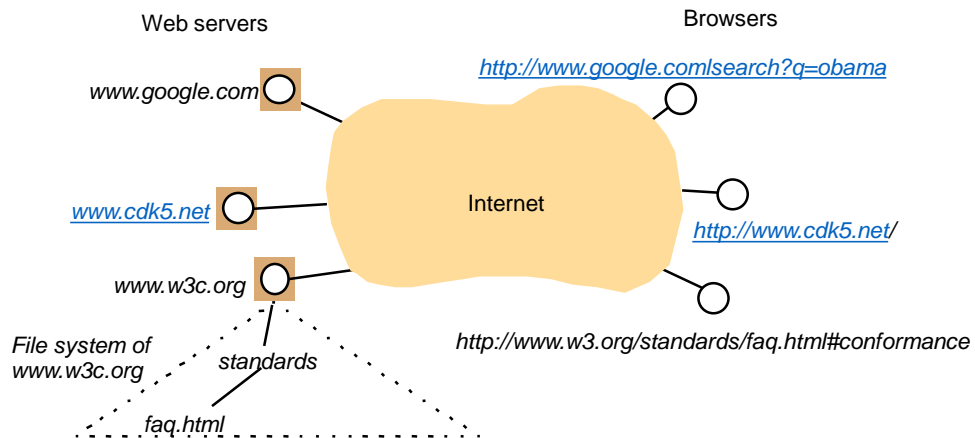 Web servers
Browsers
http://www.google.comlsearch?q=obama
www.google.com
Internet
www.cdk5.net
http://www.cdk5.net/
www.w3c.org
http://www.w3.org/standards/faq.html#conformance
File system of
www.w3c.org
standards
faq.html